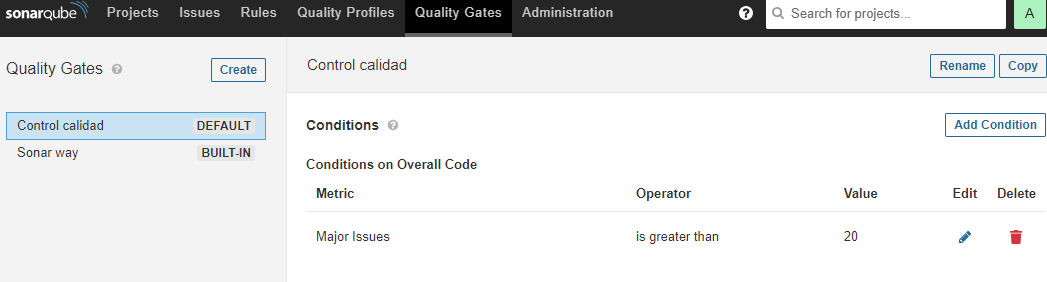 sonarqube Projects Issues Rules Quality Profiles Quality Gates Administration ? Search for projects... A
Quality Gates ? Create
Control calidad DEFAULT
Sonar way BUILT-IN
Control calidad Rename Copy
Conditions ? Add Condition
Conditions on Overall Code
Metric Operator Value Edit Delete
Major Issues is greater than 20